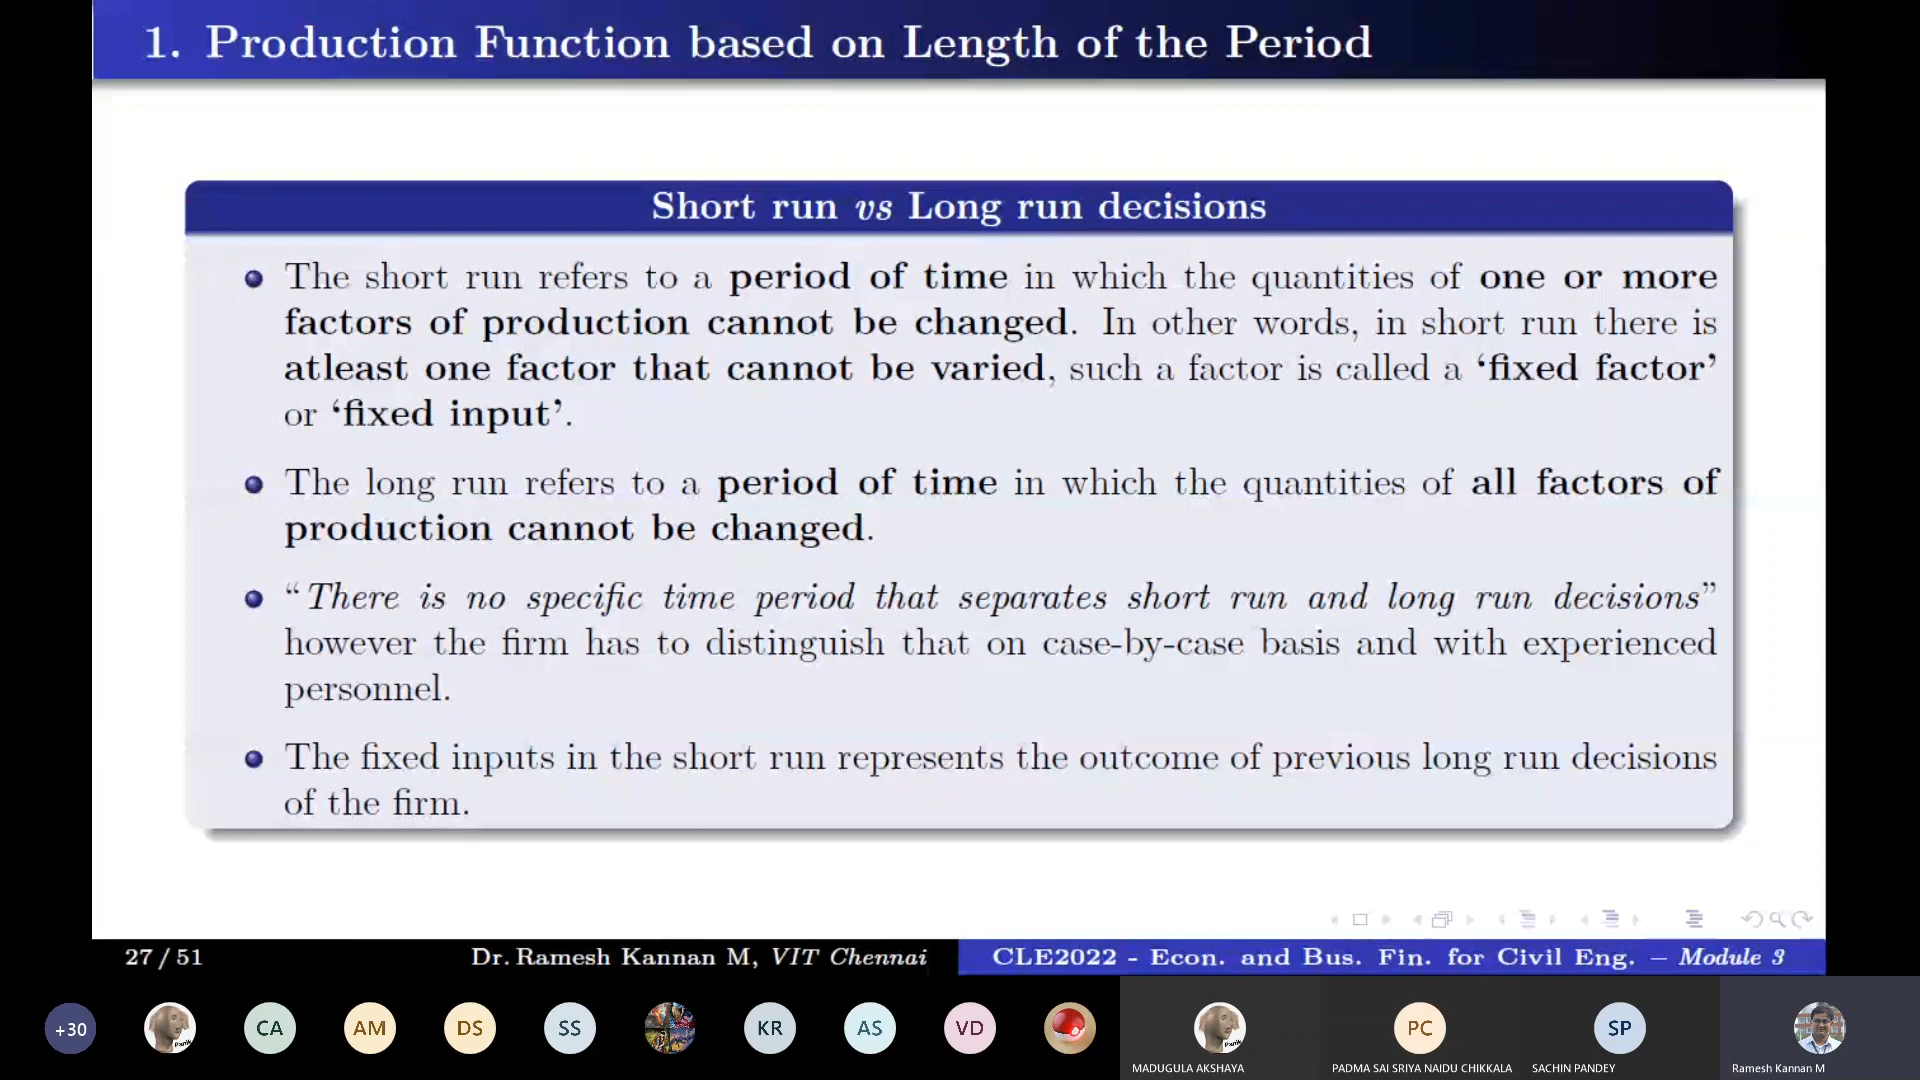 1. Production Function based on Length of the Period
Short run vs Long run decisions
The short run refers to a period of time in which the quantities of one or more
factors of production cannot be changed. In other words, in short run there is
atleast one factor that cannot be varied, such a factor is called a ‘fixed factor’
or ‘fixed input’.
The long run refers to a period of time in which the quantities of all factors of
production cannot be changed.
“There is no specific time period that separates short run and long run decisions”
however the firm has to distinguish that on case-by-case basis and with experienced
personnel.
The fixed inputs in the short run represents the outcome of previous long run decisions
of the firm.
27 / 51
Dr. Ramesh Kannan M, VIT Chennai
CLE2022 - Econ. and Bus. Fin. for Civil Eng. – Module 3
+30
Panik
CA
AM
DS
SS
KR
AS
VD
Panik
PC
SP
MADUGULA AKSHAYA
PADMA SAI SRIYA NAIDU CHIKKALA
SACHIN PANDEY
Ramesh Kannan M